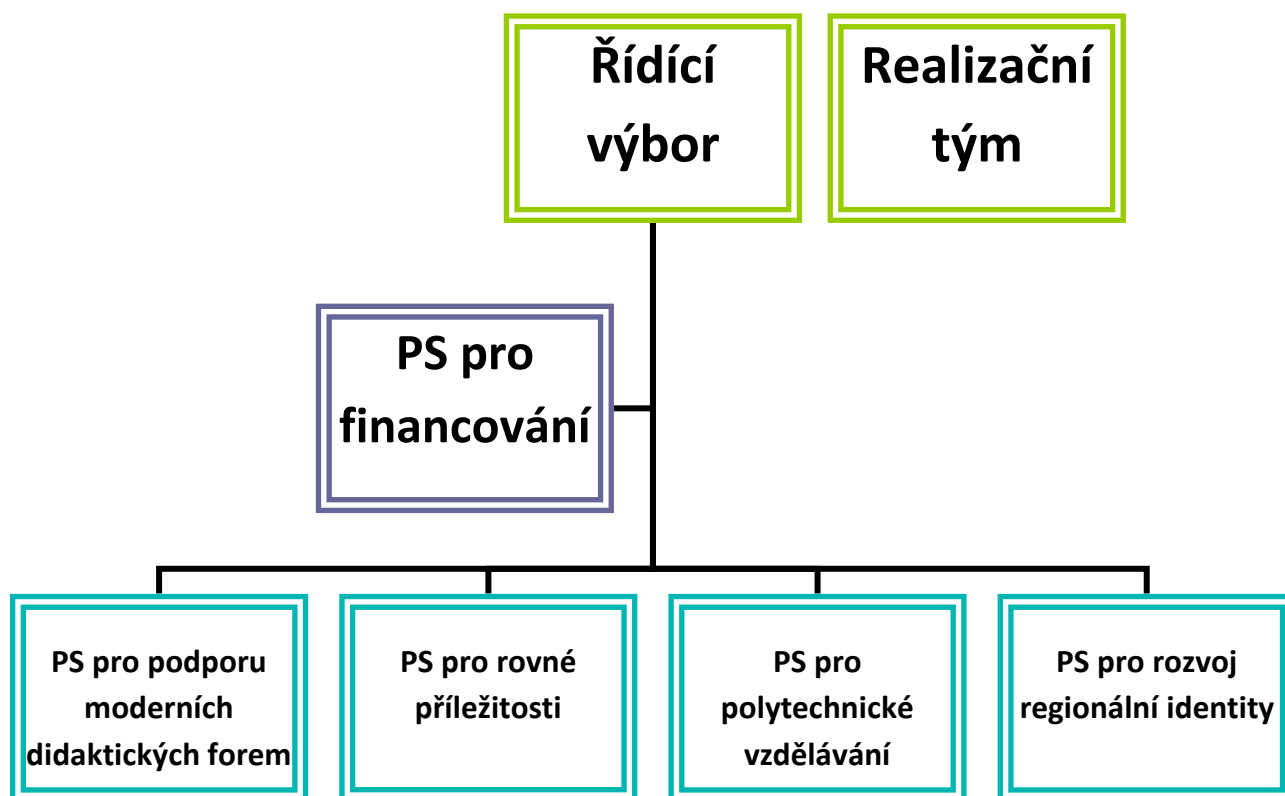 Řídící
výbor
Realizační
tým
PS pro
financování
PS pro podporu
moderních
didaktických forem
PS pro rovné
příležitosti
PS pro
polytechnické
vzdělávání
PS pro rozvoj
regionální identity